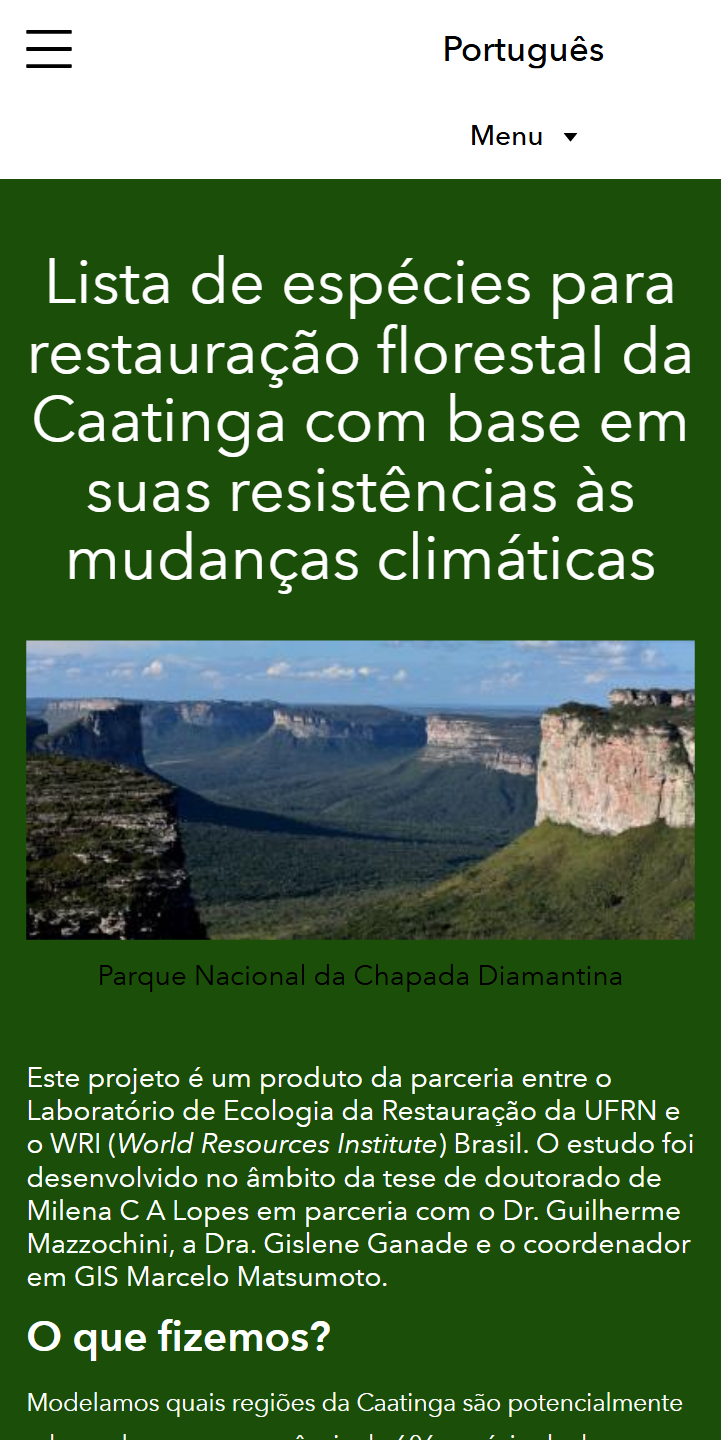 Português
Menu
Lista de espécies para
restauração florestal da
Caatinga com base em
suas resistências às
mudanças climáticas
Parque Nacional da Chapada Diamantina
Este projeto é um produto da parceria entre o
Laboratório de Ecologia da Restauração da UFRN e
o WRI (World Resources Institute) Brasil. O estudo foi
desenvolvido no âmbito da tese de doutorado de
Milena C A Lopes em parceria com o Dr. Guilherme
Mazzochini, a Dra. Gislene Ganade e o coordenador
em GIS Marcelo Matsumoto.
O que fizemos?
Modelamos quais regiões da Caatinga são potencialmente